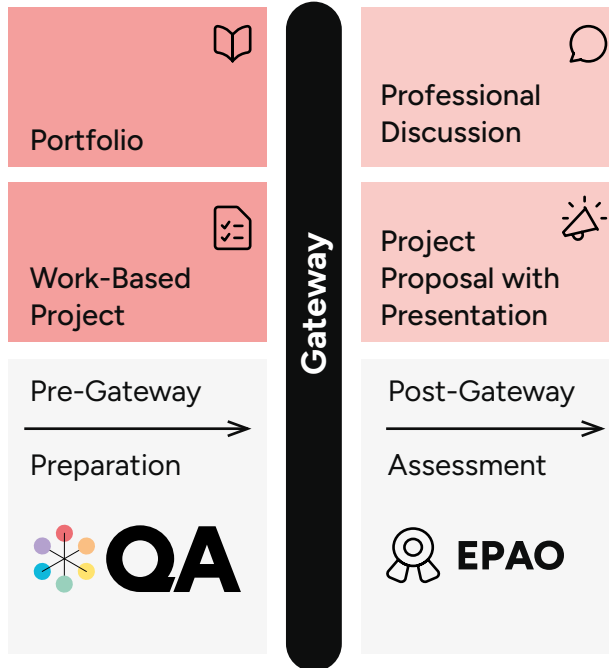 Portfolio
Work-Based
Project
Pre-Gateway
Preparation
QA
Gateway
Professional
Discussion
Project
Proposal with
Presentation
Post-Gateway
Assessment
EPAO